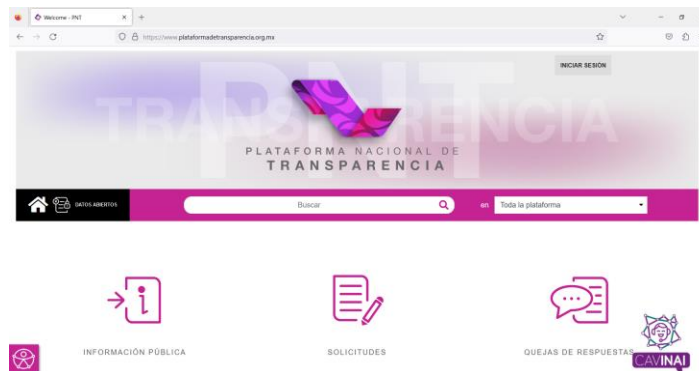 Welcome - PNT
https://www.plataformadetransparencia.org.mx
INICIAR SESIÓN
PNT
TRANSPARENCIA
PLATAFORMA NACIONAL DE
TRANSPARENCIA
DATOS ABIERTOS
Buscar
en
Toda la plataforma
INFORMACIÓN PÚBLICA
SOLICITUDES
QUEJAS DE RESPUESTAS
CAVINAI